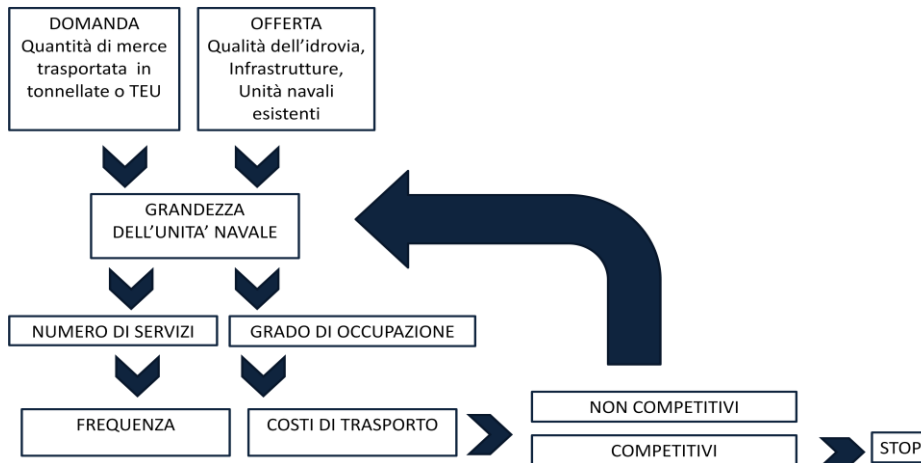 DOMANDA
Quantità di merce
trasportata in
tonnellate o TEU
OFFERTA
Qualità dell'idrovia,
Infrastrutture,
Unità navali
esistenti
GRANDEZZA
DELL'UNITA' NAVALE
NUMERO DI SERVIZI
GRADO DI OCCUPAZIONE
FREQUENZA
COSTI DI TRASPORTO
NON COMPETITIVI
COMPETITIVI
STOP